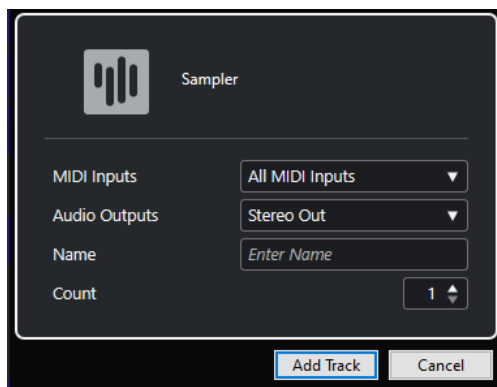 Sampler
MIDI Inputs All MIDI Inputs
Audio Outputs Stereo Out
Name Enter Name
Count 1
Add Track Cancel